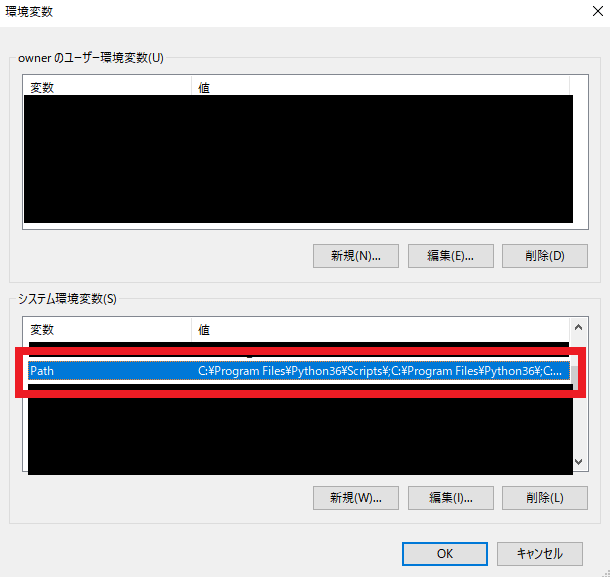 環境変数
owner のユーザー環境変数(U)
変数 値
新規(N)... 編集(E)... 削除(D)
システム環境変数(S)
変数 値
Path C:¥Program Files¥Python36¥Scripts¥;C:¥Program Files¥Python36¥;C:...
新規(W)... 編集(I)... 削除(L)
OK キャンセル